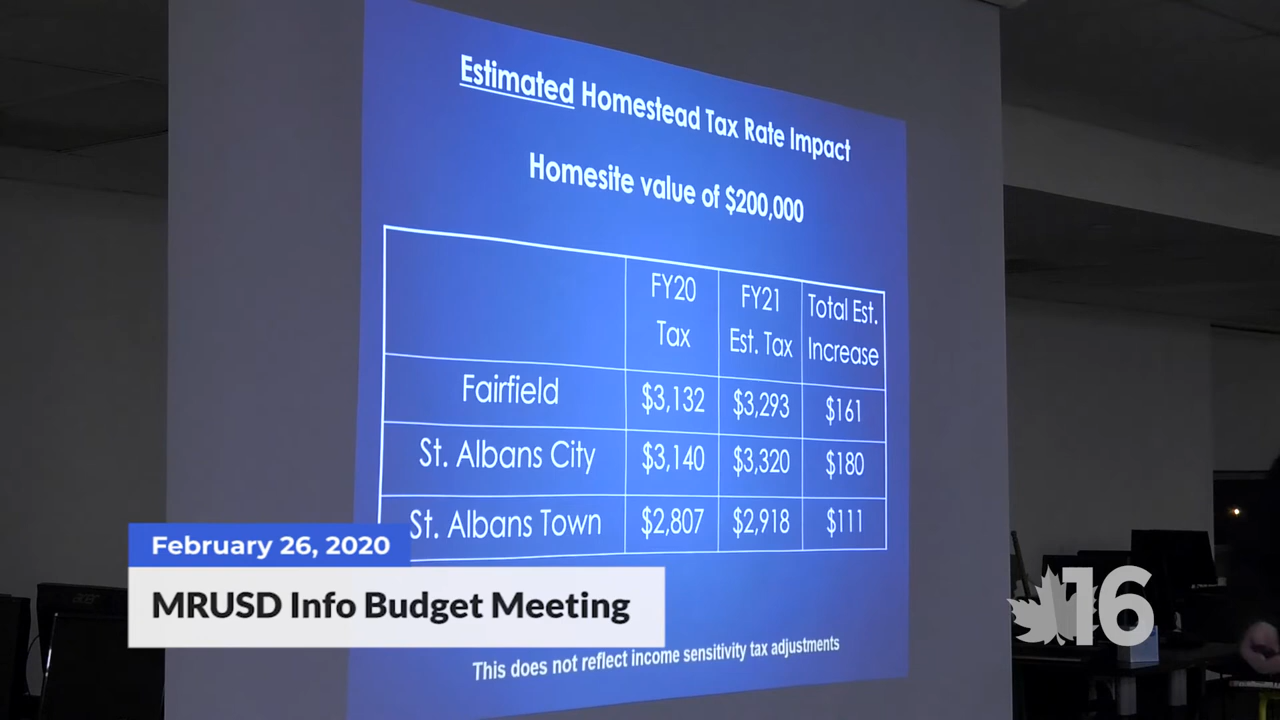 Estimated Homestead Tax Rate Impact
Homesite value of $200,000
FY20 Tax
FY21 Est. Tax
Total Est. Increase
Fairfield $3,132 $3,293 $161
St. Albans City $3,140 $3,320 $180
St. Albans Town $2,807 $2,918 $111
February 26, 2020
MRUSD Info Budget Meeting
This does not reflect income sensitivity tax adjustments
16